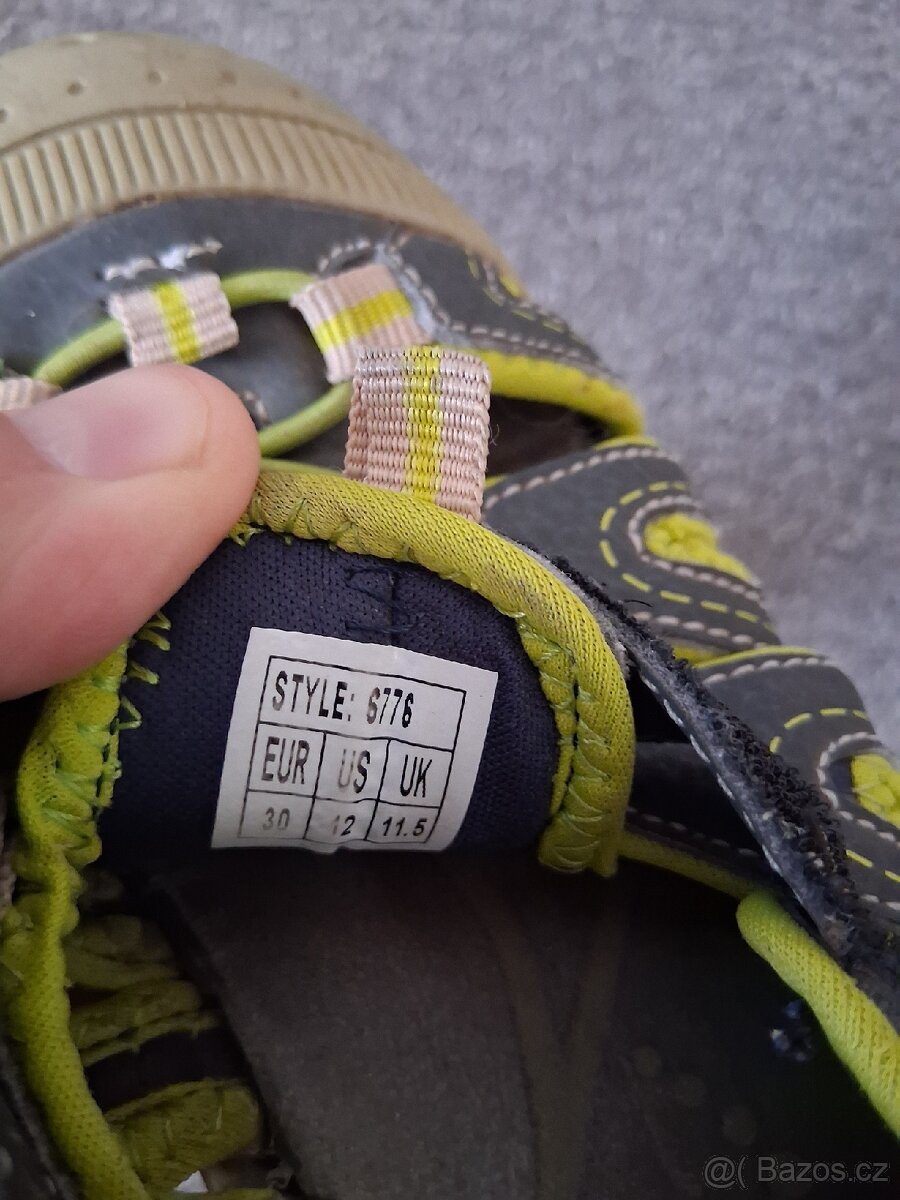 STYLE: 6776
EUR US UK
30 12 11.5
@( Bazos.cz